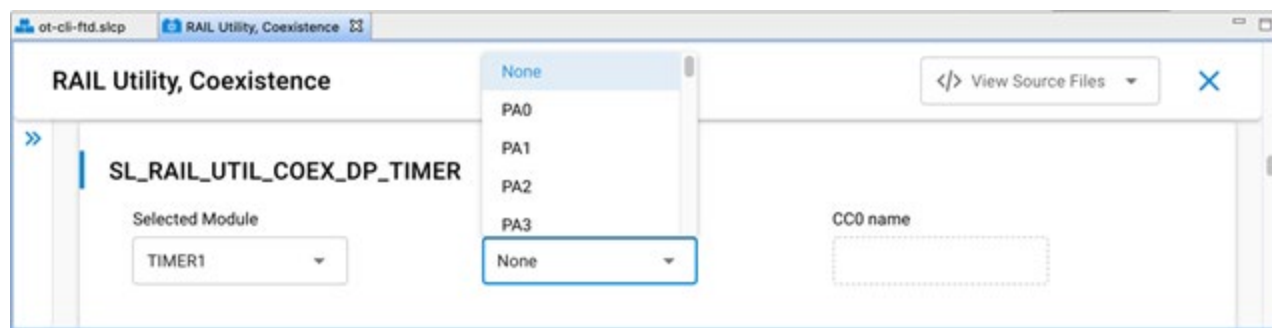 ot-cli-ftd.slcp
RAIL Utility, Coexistence
RAIL Utility, Coexistence
None
PA0
PA1
PA2
PA3
</> View Source Files
SL_RAIL_UTIL_COEX_DP_TIMER
Selected Module
TIMER1
None
CC0 name